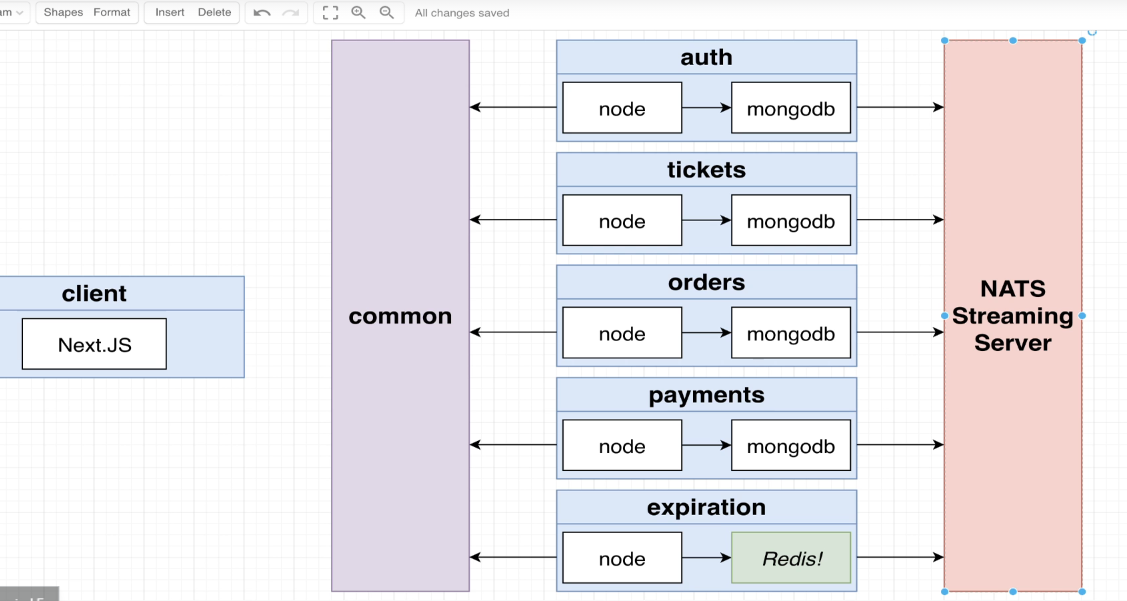 Shapes Format Insert Delete All changes saved
client
Next.JS
common
auth
node mongodb
tickets
node mongodb
orders
node mongodb
payments
node mongodb
expiration
node Redis!
NATS
Streaming
Server